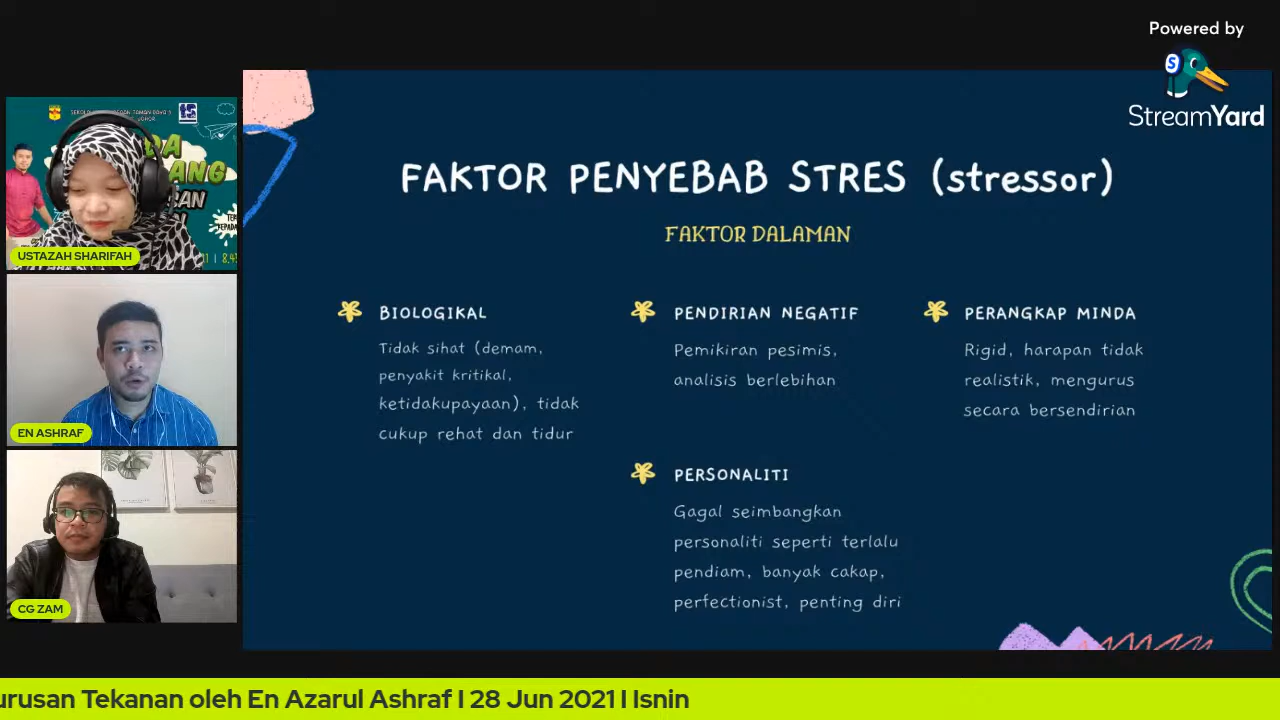 Powered by
StreamYard
FAKTOR PENYEBAB STRES (stressor)
FAKTOR DALAMAN
BIOLOGIKAL
Tidak sihat (demam,
penyakit kritikal,
ketidakupayaan), tidak
cukup rehat dan tidur
PENDIRIAN NEGATIF
Pemikiran pesimis,
analisis berlebihan
PERANGKAP MINDA
Rigid, harapan tidak
realistik, mengurus
secara bersendirian
PERSONALITI
Gagal seimbangkan
personaliti seperti terlalu
pendiam, banyak cakap,
perfectionist, penting diri
USTAZAH SHARIFAH
EN ASHRAF
CG ZAM
urusan Tekanan oleh En Azarul Ashraf I 28 Jun 2021 I Isnin